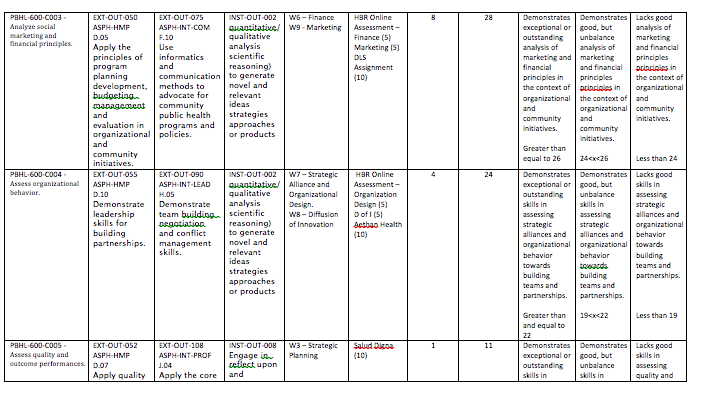 PBHL-600-C003 -
Analyze social
marketing and
financial principles.
EXT-OUT-050
ASPH-HMP
D.05
Apply the
principles of
program
planning
development,
budgeting
management
and
evaluation in
organizational
and
community
initiatives.
EXT-OUT-075
ASPH-INT-COM
F.10
Use
informatics
and
communication
methods to
advocate for
community
public health
programs and
policies.
INST-OUT-002
quantitative/
qualitative
analysis
scientific
reasoning)
to generate
novel and
relevant
ideas
strategies
approaches
or products
W6 – Finance
W9 - Marketing
HBR Online
Assessment –
Finance (5)
Marketing (5)
DLS
Assignment
(10)
8
28
Demonstrates
exceptional or
outstanding
analysis of
marketing and
financial
principles in
the context of
organizational
and
community
initiatives.
Greater than
equal to 26
Demonstrates
good, but
unbalance
analysis of
marketing and
financial
principles
principles in
the context of
organizational
and
community
initiatives.
24<x<26
Lacks good
analysis of
marketing
and financial
principles
principles in
the context of
organizational
and
community
initiatives.
Less than 24
PBHL-600-C004 -
Assess organizational
behavior.
EXT-OUT-055
ASPH-HMP
D.10
Demonstrate
leadership
skills for
building
partnerships.
EXT-OUT-090
ASPH-INT-LEAD
H.05
Demonstrate
team building
negotiation
and conflict
management
skills.
INST-OUT-002
quantitative/
qualitative
analysis
scientific
reasoning)
to generate
novel and
relevant
ideas
strategies
approaches
or products
W7 – Strategic
Alliance and
Organizational
Design.
W8 – Diffusion
of Innovation
HBR Online
Assessment –
Organization
Design (5)
D of I (5)
Health
(10)
4
24
Demonstrates
exceptional or
outstanding
skills in
assessing
strategic
alliances and
organizational
behavior
towards
building
teams and
partnerships.
Greater than
and equal to
22
Demonstrates
good, but
unbalance
skills in
assessing
strategic
alliances and
organizational
behavior
towards
building
teams and
partnerships.
19<x<22
Lacks good
skills in
assessing
strategic
alliances and
organizational
behavior
towards
building
teams and
partnerships.
Less than 19
PBHL-600-C005 -
Assess quality and
outcome performances.
EXT-OUT-052
ASPH-HMP
D.07
Apply quality
EXT-OUT-108
ASPH-INT-PROF
J.04
Apply the core
INST-OUT-008
Engage in
reflect upon
and
W3 – Strategic
Planning
Salud Digna
(10)
1
11
Demonstrates
exceptional or
outstanding
skills in
Demonstrates
good, but
unbalance
skills in
Lacks good
skills in
assessing
quality and